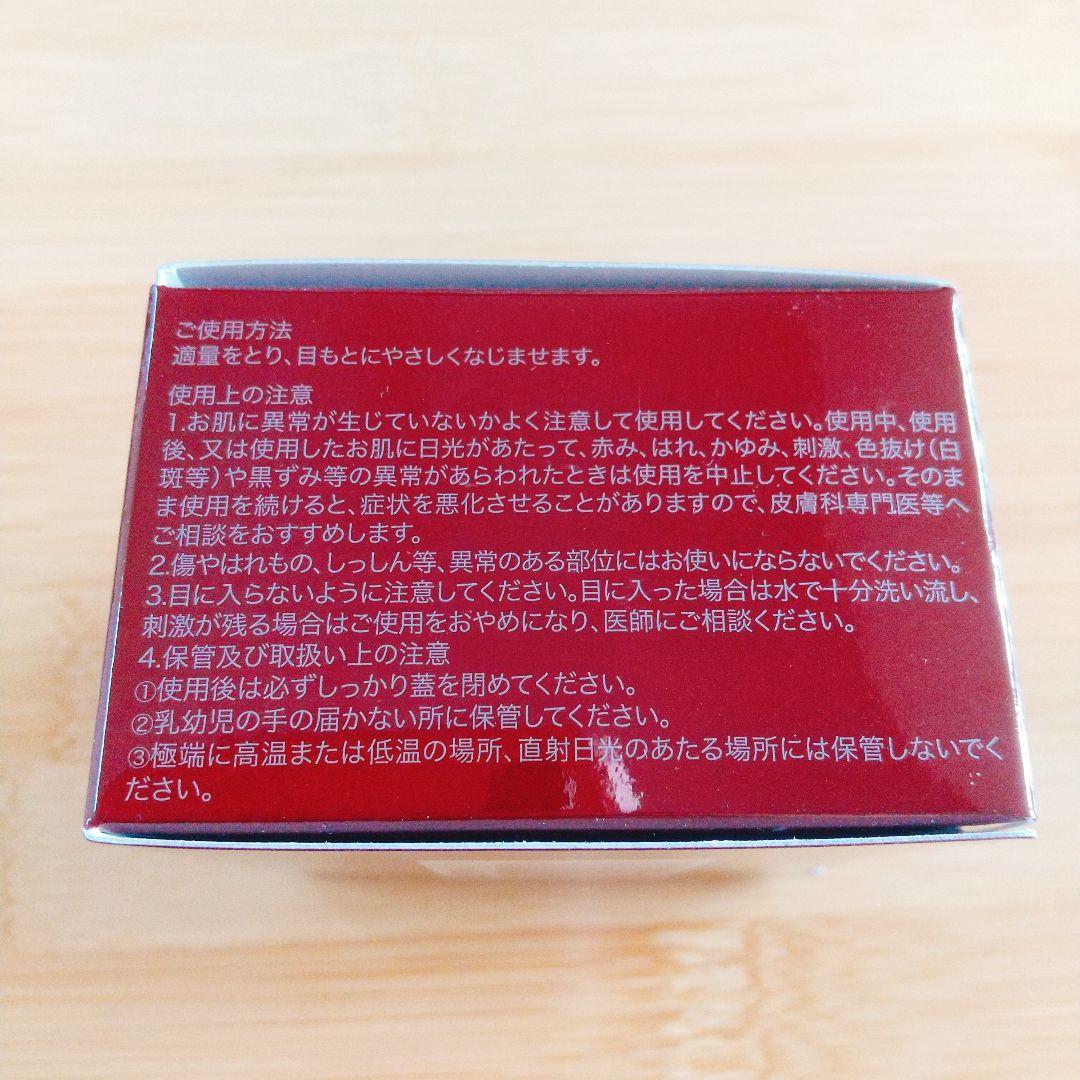 ご使用方法
適量をとり、目もとにやさしくなじませます。
使用上の注意
1.お肌に異常が生じていないかよく注意して使用してください。使用中、使用
後、又は使用したお肌に日光があたって、赤み、はれ、かゆみ、刺激、色抜け(白
斑等)や黒ずみ等の異常があらわれたときは使用を中止してください。そのま
ま使用を続けると、症状を悪化させることがありますので、皮膚科専門医等へ
ご相談をおすすめします。
2.傷やはれもの、しっしん等、異常のある部位にはお使いにならないでください。
3.目に入らないように注意してください。目に入った場合は水で十分洗い流し、
刺激が残る場合はご使用をおやめになり、医師にご相談ください。
4.保管及び取扱い上の注意
①使用後は必ずしっかり蓋を閉めてください。
②乳幼児の手の届かない所に保管してください。
③極端に高温または低温の場所、直射日光のあたる場所には保管しないでく
ださい。